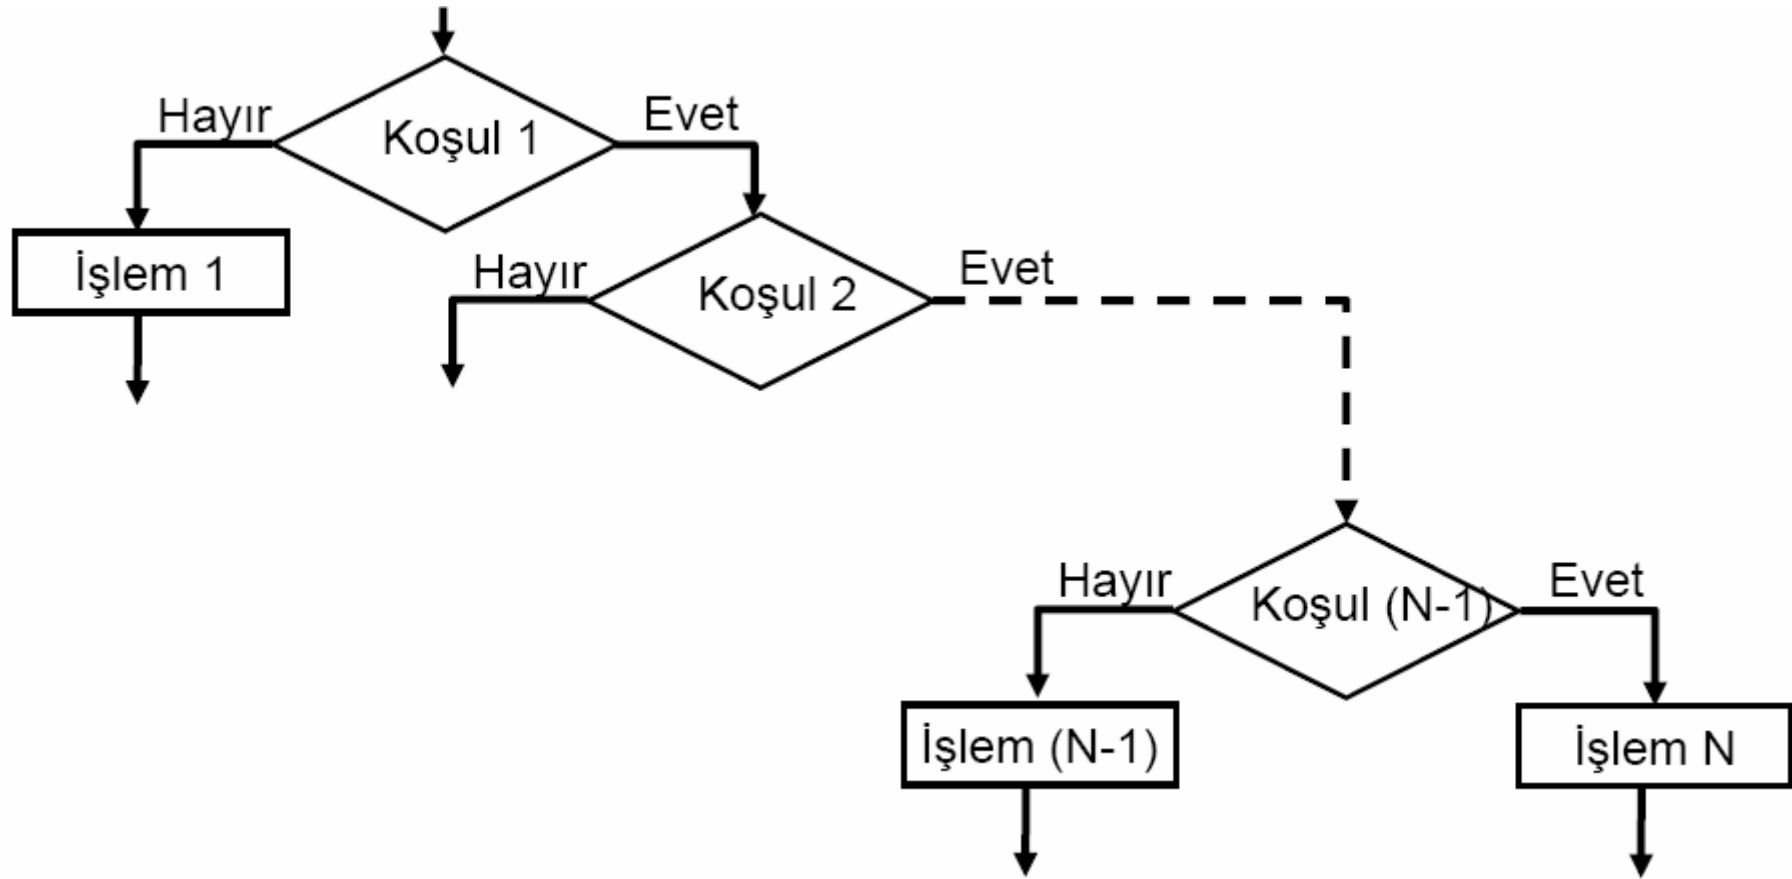 Hayır
Koşul 1
Evet
İşlem 1
Hayır
Koşul 2
Evet
Hayır
Koşul (N-1)
Evet
İşlem (N-1)
İşlem N